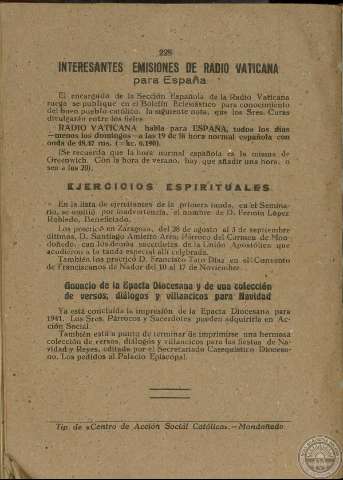 228
INTERESANTES EMISIONES DE RADIO VATICANA
para España
El encargado de la Sección Española de la Radio Vaticana
ruega se publique en el Boletín Eclesiástico para conocimiento
del buen pueblo católico, la siguiente nota, que los Sres. Curas
divulgarán entre los fieles.
RADIO VATICANA habla para ESPAÑA, todos los días
—menos los domingos—a las 19 de la hora normal española con
onda de 48,47 ms. (=kc. 6.190).
(Se recuerda que la hora normal española es la misma de
Greenwich. Con la hora de verano, hay que añadir una hora, o
sea a las 20).
EJERCICIOS ESPIRITUALES
En la lista de ejercitantes de la primera tanda, en el Semina-
rio, se omitió por inadvertencia, el nombre de D. Fermín López
Robledo, Beneficiado.
Los practicó en Zaragoza, del 28 de agosto al 3 de septiembre
últimos, D. Santiago Amieiro Arza, Párroco del Carmen de Mon-
doñedo, con los demás sacerdotes de la Unión Apostólica que
acudieron a la tanda especial allí celebrada.
También los practicó D. Francisco Tato Díaz en el Convento
de Franciscanos de Nador del 10 al 17 de Noviembre.
Anuncio de la Epacta Diocesana y de una colección
de versos, diálogos y villancicos para Navidad
Ya está concluida la impresión de la Epacta Diocesana para
1941. Los Sres. Párrocos y Sacerdotes pueden adquirirla en Ac-
ción Social.
También está a punto de terminar de imprimirse una hermosa
colección de versos, diálogos y villancicos para las fiestas de Na-
vidad y Reyes, editada por el Secretariado Catequístico Diocesa-
no. Los pedidos al Palacio Episcopal.
Tip. de «Centro de Acción Social Católica».—Mondoñedo